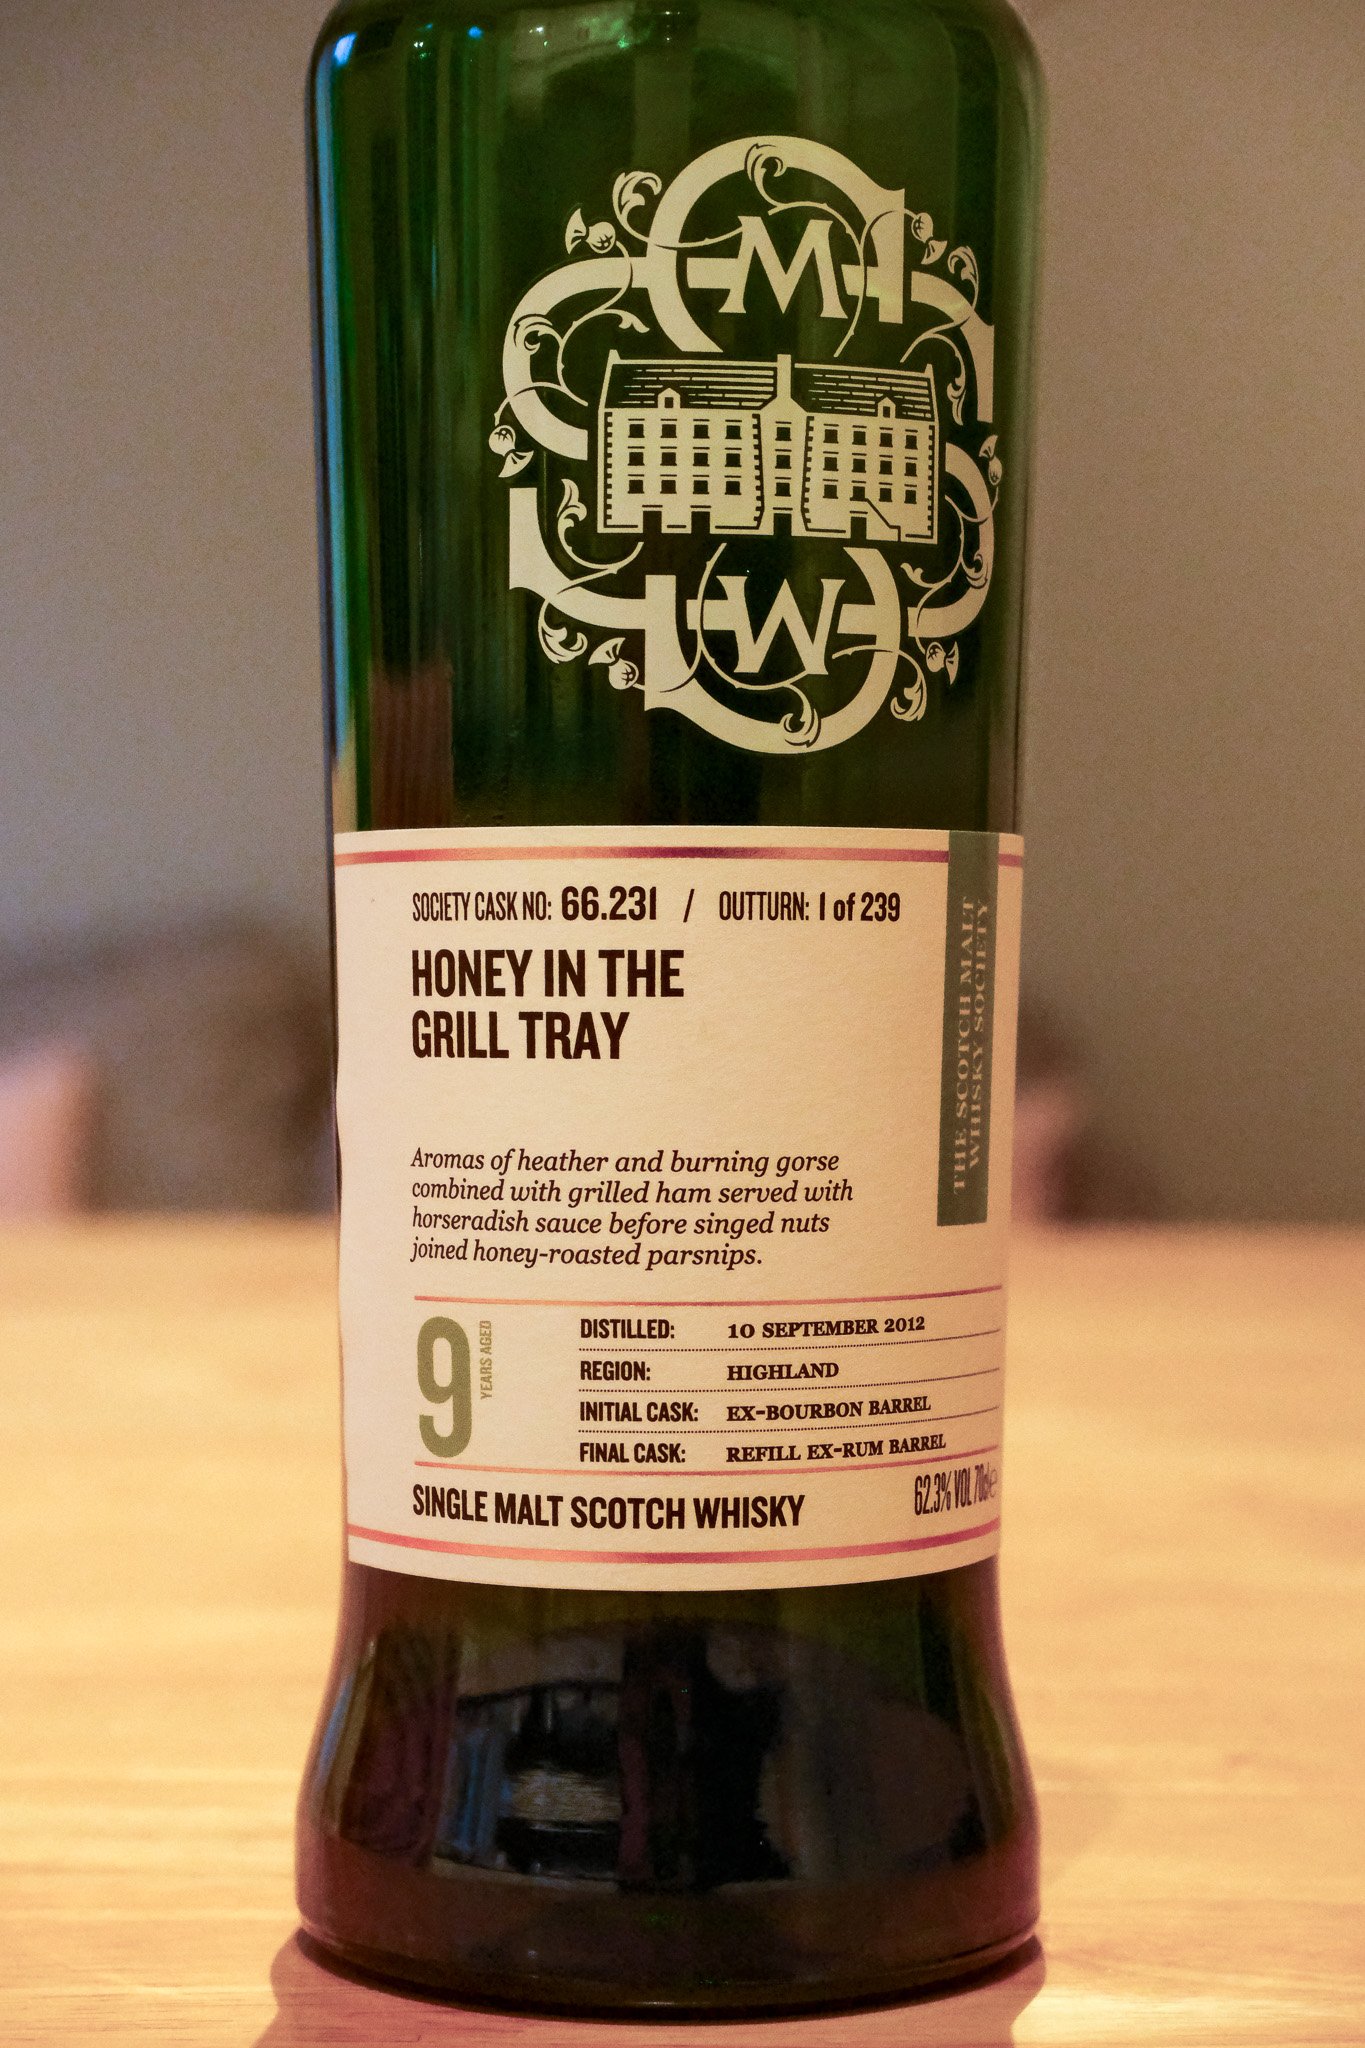 M
W
SOCIETY CASK NO: 66.231 / OUTTURN: 1 of 239
HONEY IN THE
GRILL TRAY
THE SCOTCH MALT
WHISKY SOCIETY
Aromas of heather and burning gorse
combined with grilled ham served with
horseradish sauce before singed nuts
joined honey-roasted parsnips.
9 YEARS AGED
DISTILLED: 10 SEPTEMBER 2012
REGION: HIGHLAND
INITIAL CASK: EX-BOURBON BARREL
FINAL CASK: REFILL EX-RUM BARREL
SINGLE MALT SCOTCH WHISKY 62.3% VOL 70cl e